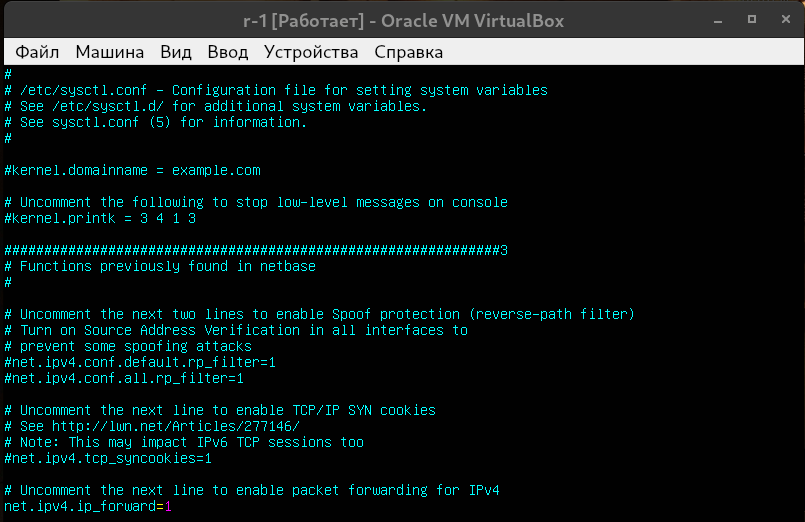 r-1 [Работает] - Oracle VM VirtualBox
Файл Машина Вид Ввод Устройства Справка
#
# /etc/sysctl.conf - Configuration file for setting system variables
# See /etc/sysctl.d/ for additional system variables.
# See sysctl.conf (5) for information.
#
#kernel.domainname = example.com
# Uncomment the following to stop low-level messages on console
#kernel.printk = 3 4 1 3
##############################################################3
# Functions previously found in netbase
#
# Uncomment the next two lines to enable Spoof protection (reverse-path filter)
# Turn on Source Address Verification in all interfaces to
# prevent some spoofing attacks
#net.ipv4.conf.default.rp_filter=1
#net.ipv4.conf.all.rp_filter=1
# Uncomment the next line to enable TCP/IP SYN cookies
# See http://lwn.net/Articles/277146/
# Note: This may impact IPv6 TCP sessions too
#net.ipv4.tcp_syncookies=1
# Uncomment the next line to enable packet forwarding for IPv4
net.ipv4.ip_forward=1